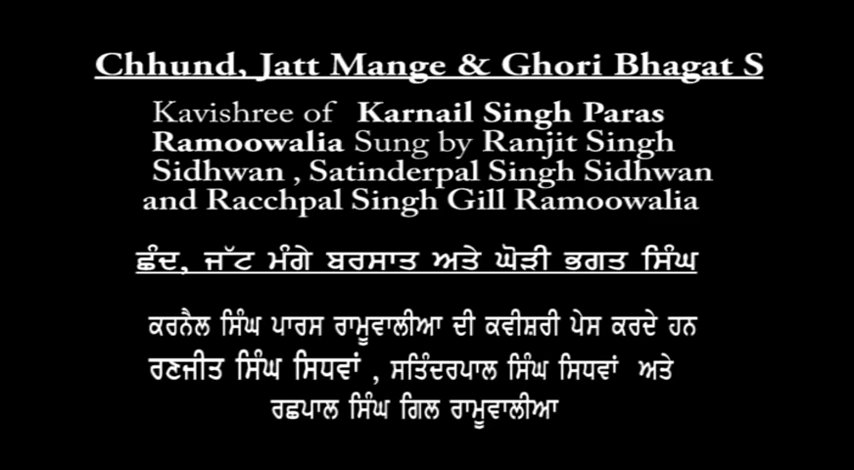 Chhund, Jatt Mange & Ghori Bhagat S
Kavishree of Karnail Singh Paras
Ramoowalia Sung by Ranjit Singh
Sidhwan , Satinderpal Singh Sidhwan
and Racchpal Singh Gill Ramoowalia
ਛੰਦ, ਜੱਟ ਮੰਗੇ ਬਰਸਾਤ ਅਤੇ ਘੋੜੀ ਭਗਤ ਸਿੰਘ
ਕਰਨੈਲ ਸਿੰਘ ਪਾਰਸ ਰਾਮੂਵਾਲੀਆ ਦੀ ਕਵੀਸ਼ਰੀ ਪੇਸ ਕਰਦੇ ਹਨ
ਰਣਜੀਤ ਸਿੰਘ ਸਿਧਵਾਂ , ਸਤਿੰਦਰਪਾਲ ਸਿੰਘ ਸਿਧਵਾਂ ਅਤੇ
ਰਛਪਾਲ ਸਿੰਘ ਗਿਲ ਰਾਮੂਵਾਲੀਆ